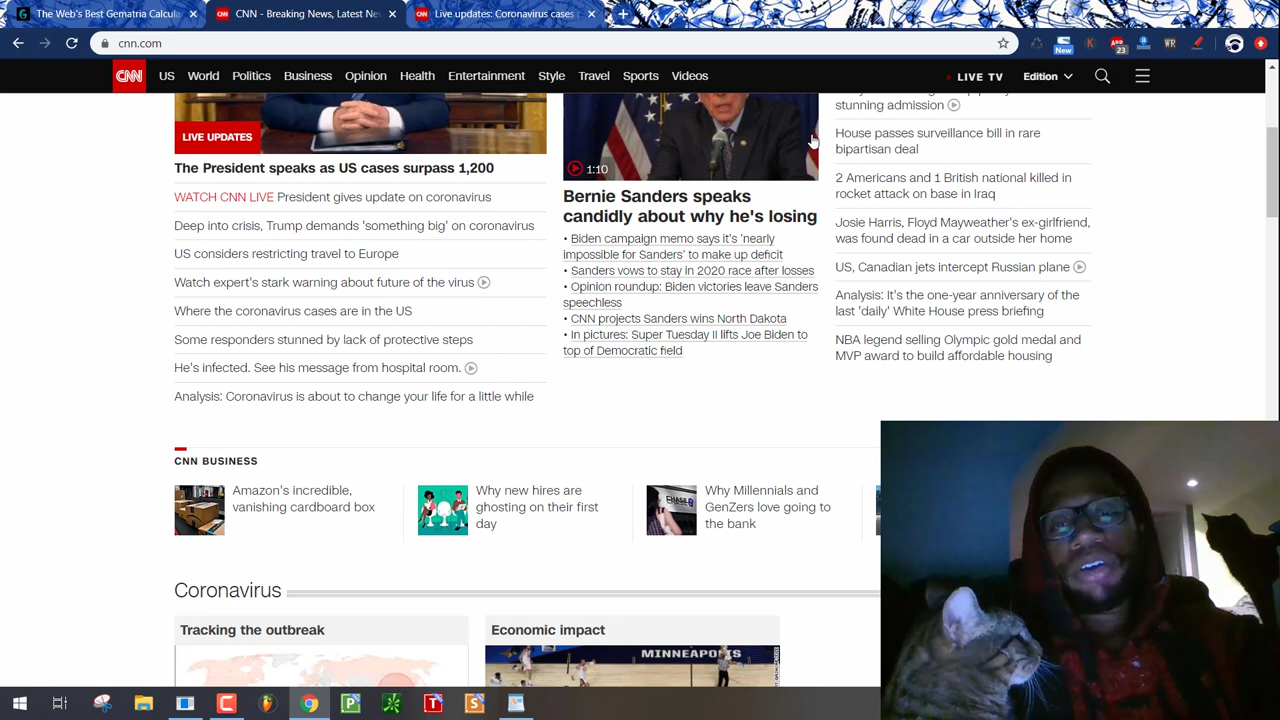 The Web's Best Gematria Calcula
CNN - Breaking News, Latest Ne
Live updates: Coronavirus cases
cnn.com
New
23
WR
CNN
US World Politics Business Opinion Health Entertainment Style Travel Sports Videos
LIVE TV Edition
LIVE UPDATES
The President speaks as US cases surpass 1,200
WATCH CNN LIVE President gives update on coronavirus
Deep into crisis, Trump demands 'something big' on coronavirus
US considers restricting travel to Europe
Watch expert's stark warning about future of the virus
Where the coronavirus cases are in the US
Some responders stunned by lack of protective steps
He's infected. See his message from hospital room.
Analysis: Coronavirus is about to change your life for a little while
1:10
Bernie Sanders speaks
candidly about why he's losing
• Biden campaign memo says it's 'nearly
impossible for Sanders' to make up deficit
• Sanders vows to stay in 2020 race after losses
• Opinion roundup: Biden victories leave Sanders
speechless
• CNN projects Sanders wins North Dakota
• In pictures: Super Tuesday II lifts Joe Biden to
top of Democratic field
stunning admission
House passes surveillance bill in rare
bipartisan deal
2 Americans and 1 British national killed in
rocket attack on base in Iraq
Josie Harris, Floyd Mayweather's ex-girlfriend,
was found dead in a car outside her home
US, Canadian jets intercept Russian plane
Analysis: It's the one-year anniversary of the
last 'daily' White House press briefing
NBA legend selling Olympic gold medal and
MVP award to build affordable housing
CNN BUSINESS
Amazon's incredible,
vanishing cardboard box
Why new hires are
ghosting on their first
day
CHASE
Why Millennials and
GenZers love going to
the bank
Coronavirus
Tracking the outbreak
Economic impact
MINNEAPOLIS